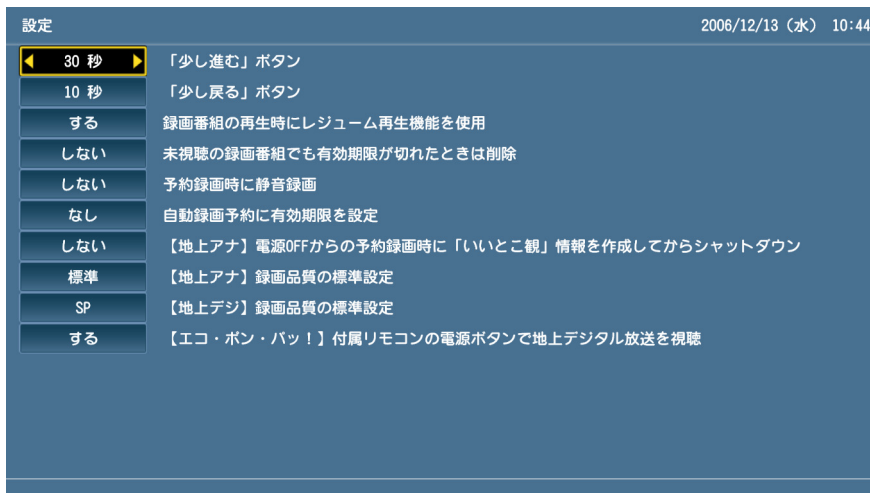 設定 2006/12/13（水） 10:44
30 秒 「少し進む」ボタン
10 秒 「少し戻る」ボタン
する 録画番組の再生時にレジューム再生機能を使用
しない 未視聴の録画番組でも有効期限が切れたときは削除
しない 予約録画時に静音録画
なし 自動録画予約に有効期限を設定
しない 【地上アナ】電源OFFからの予約録画時に「いいとこ観」情報を作成してからシャットダウン
標準 【地上アナ】録画品質の標準設定
SP 【地上デジ】録画品質の標準設定
する 【エコ・ポン・パッ！】付属リモコンの電源ボタンで地上デジタル放送を視聴